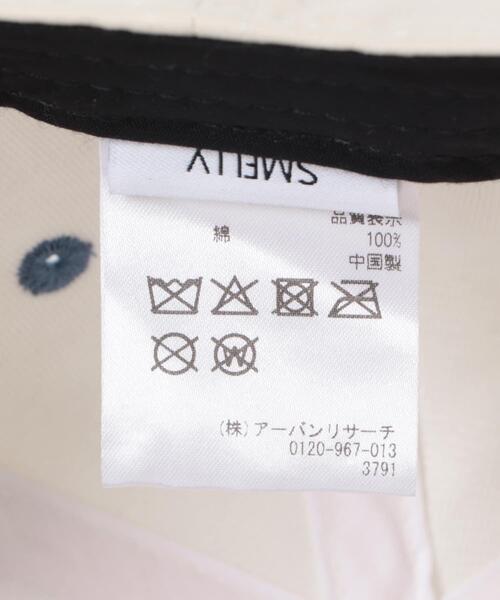 SMELLY
品質表示
綿 100%
中国製
W
(株)アーバンリサーチ
0120-967-013
3791